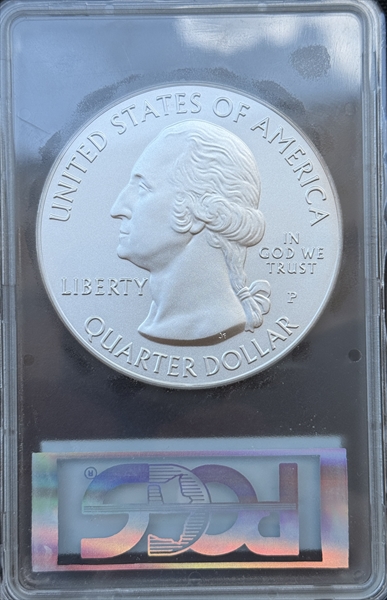 UNITED STATES OF AMERICA
IN
GOD WE
TRUST
LIBERTY
P
QUARTER DOLLAR